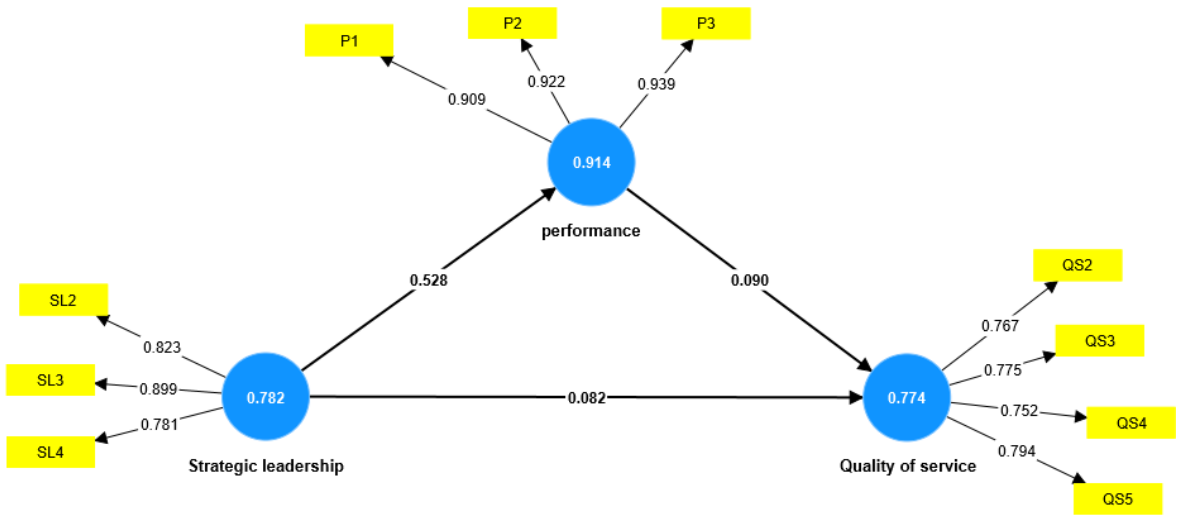 P1
P2
P3
0.909
0.922
0.939
0.914
performance
0.528
0.090
SL2
SL3
SL4
0.823
0.899
0.781
0.782
Strategic leadership
0.082
0.774
Quality of service
QS2
QS3
QS4
QS5
0.767
0.775
0.752
0.794